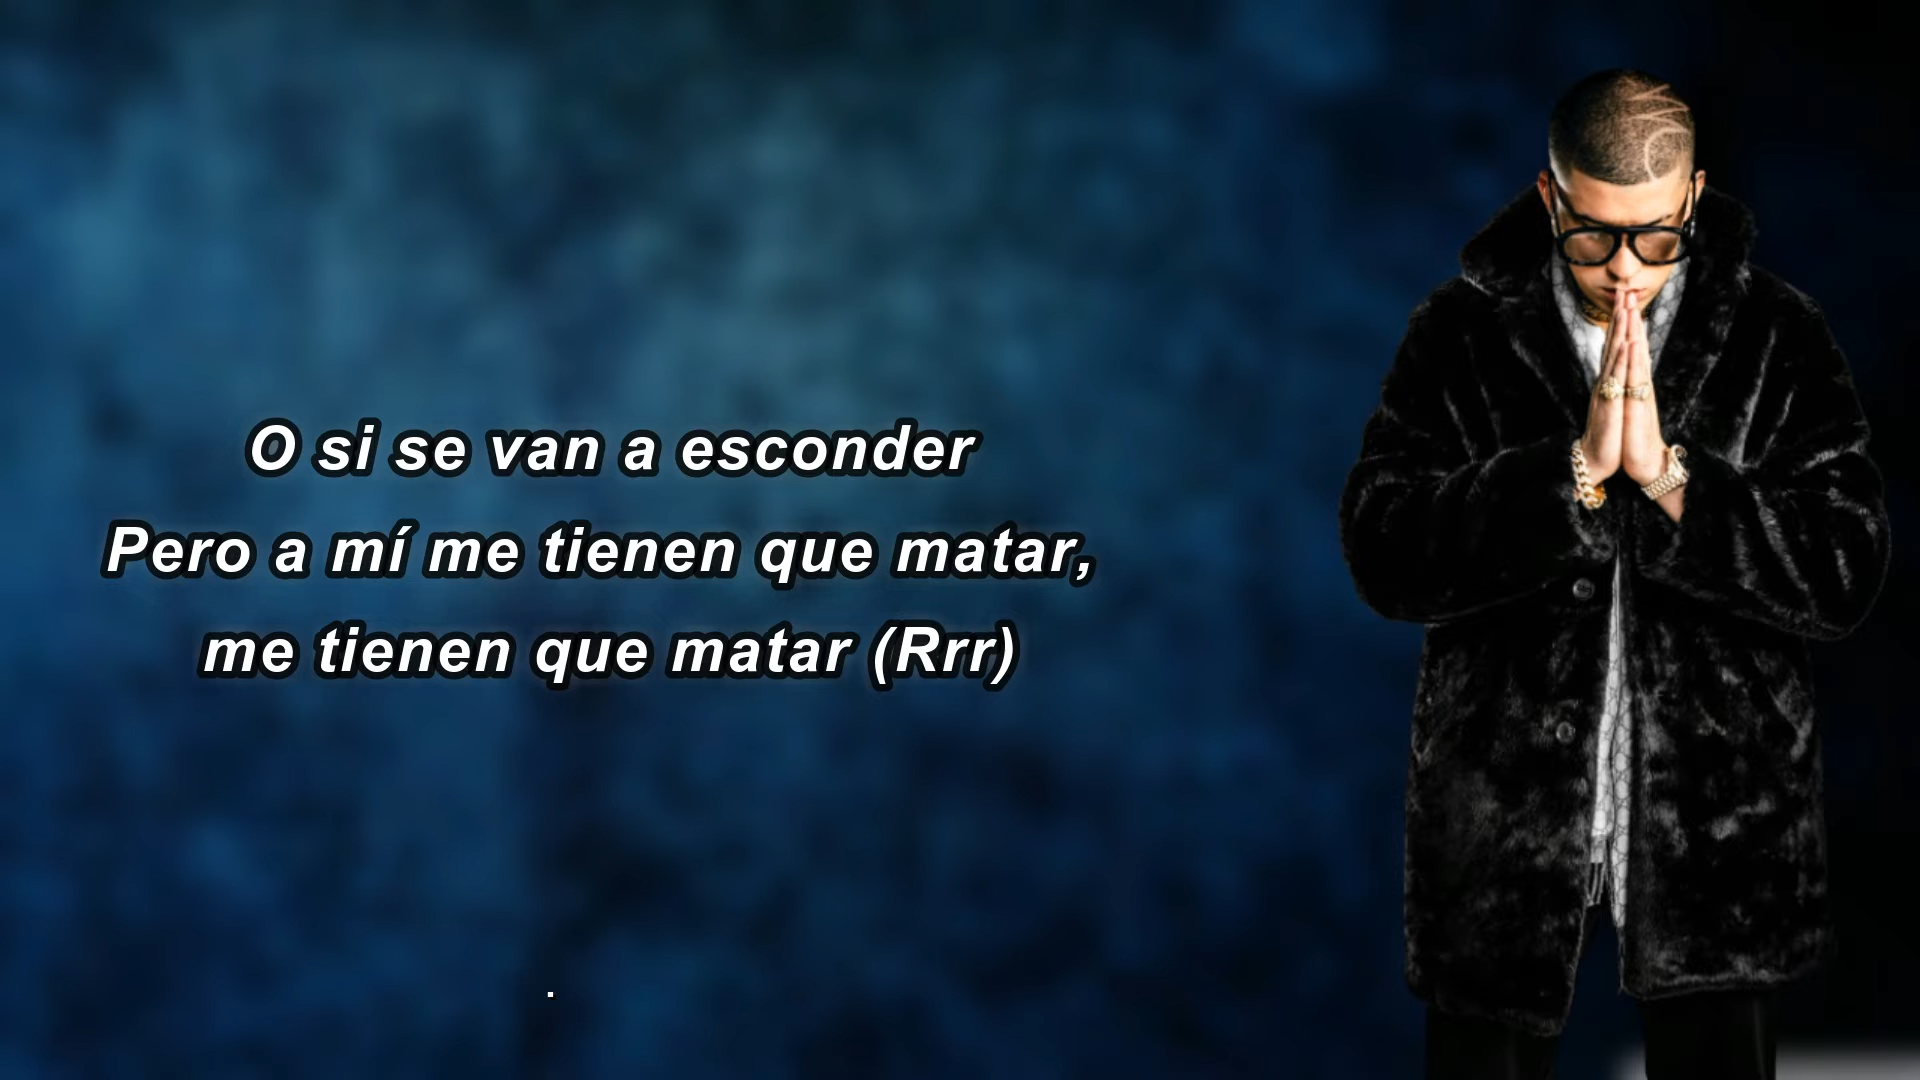 O si se van a esconder
Pero a mí me tienen que matar,
me tienen que matar (Rrr)
.